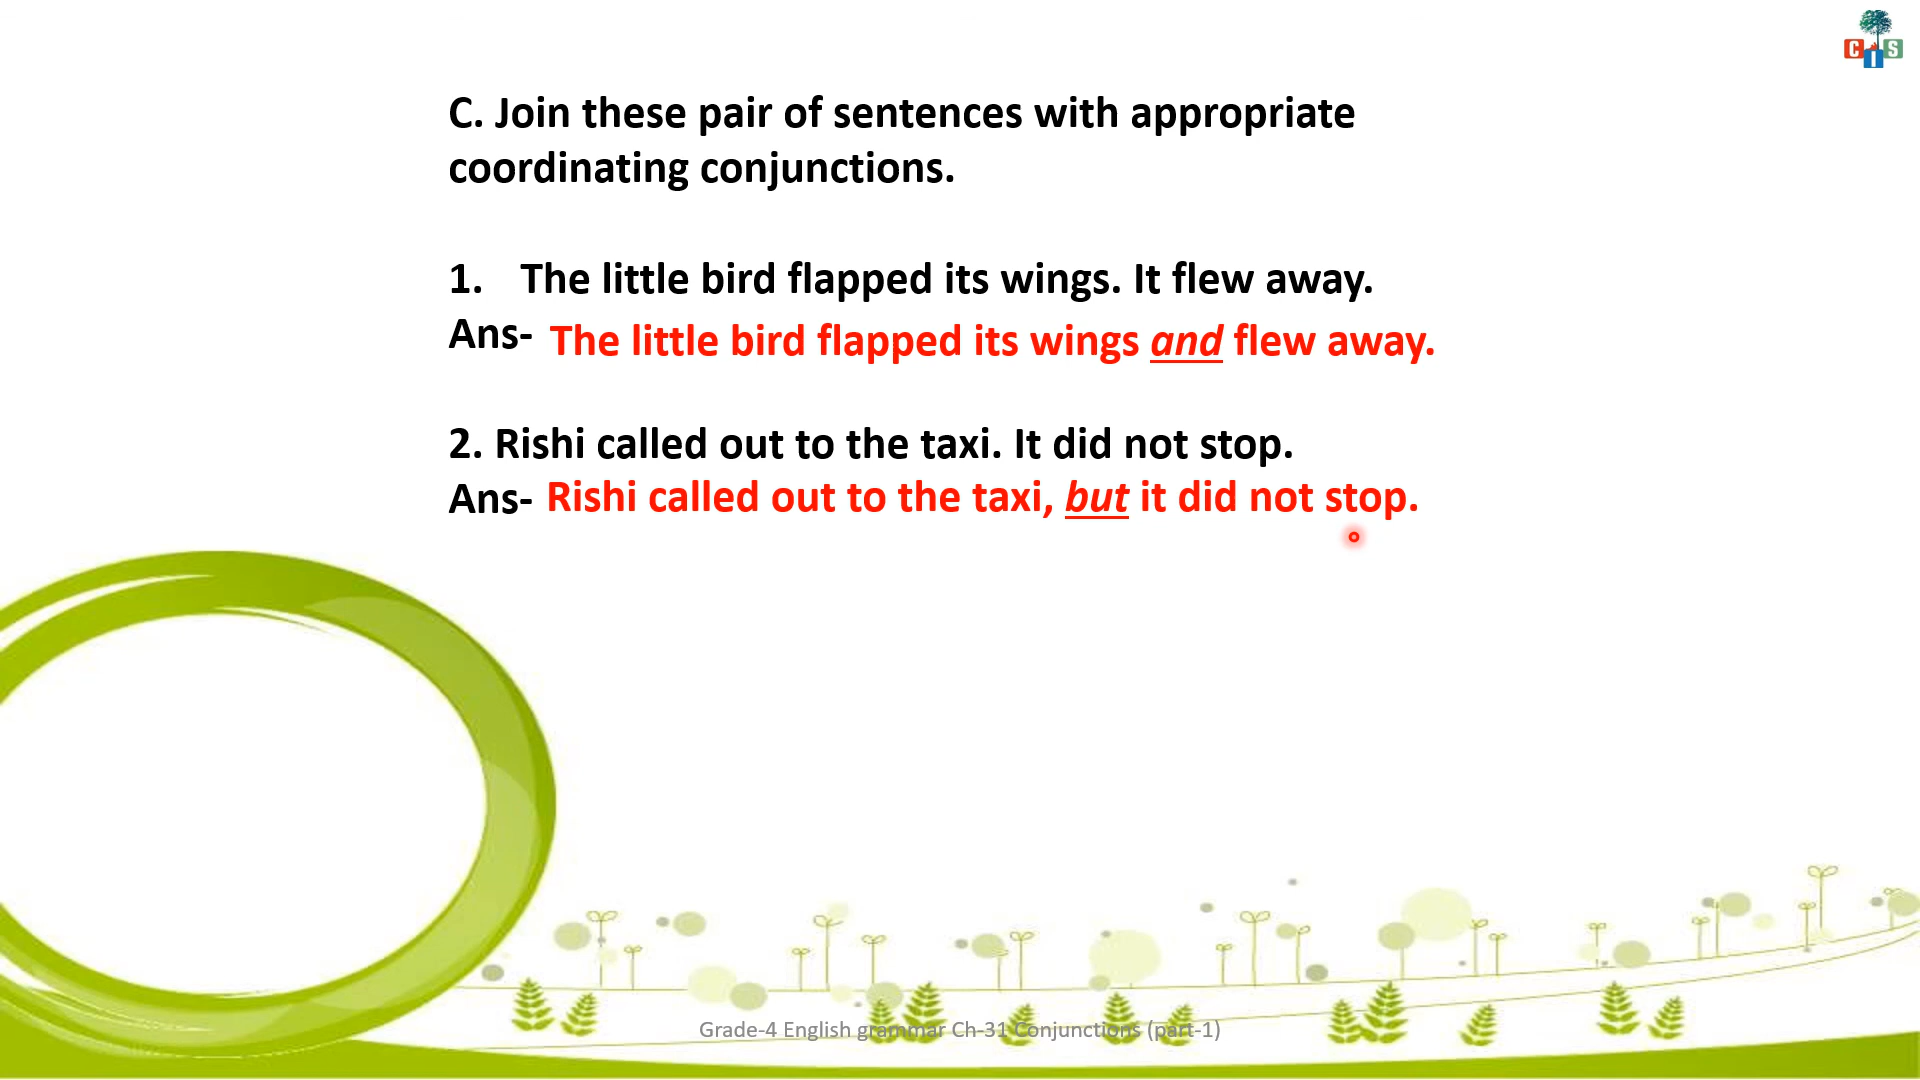 CIS
C. Join these pair of sentences with appropriate
coordinating conjunctions.
1. The little bird flapped its wings. It flew away.
Ans- The little bird flapped its wings and flew away.
2. Rishi called out to the taxi. It did not stop.
Ans- Rishi called out to the taxi, but it did not stop.
Grade-4 English grammar Ch-31 Conjunctions (part-1)